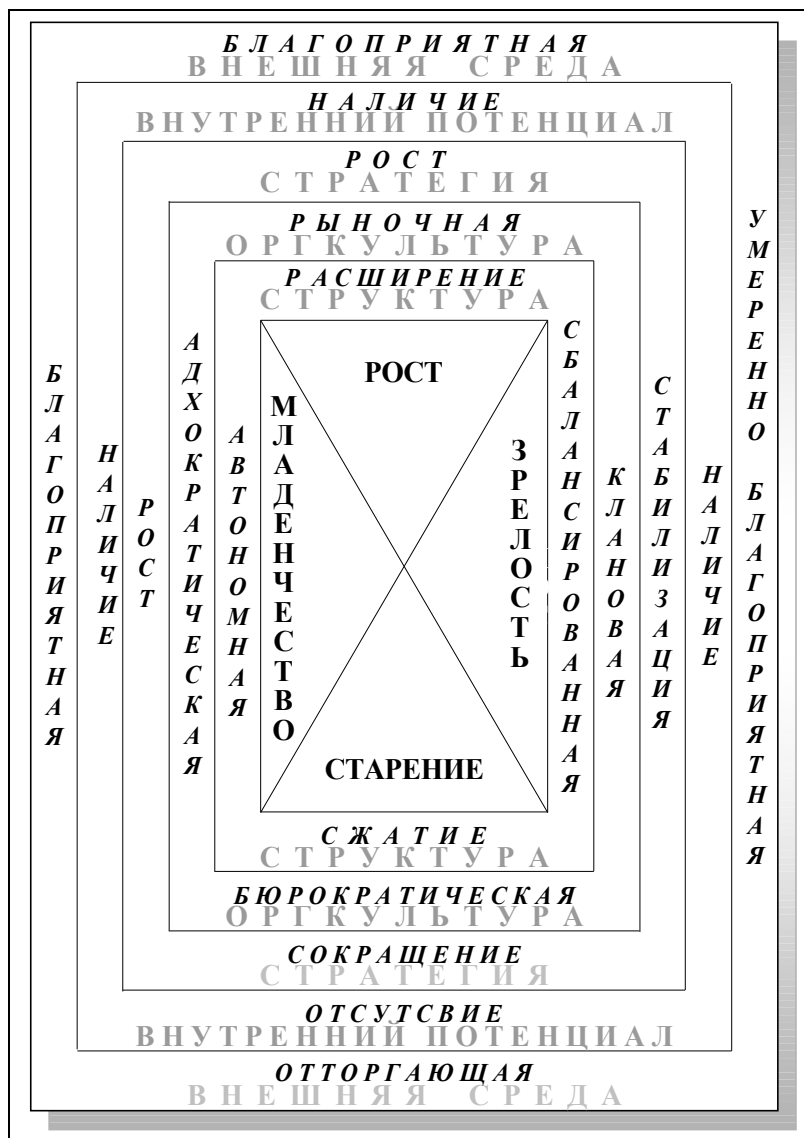 БЛАГОПРИЯТНАЯ
ВНЕШНЯЯ СРЕДА
НАЛИЧИЕ
ВНУТРЕННИЙ ПОТЕНЦИАЛ
РОСТ
СТРАТЕГИЯ
РЫНОЧНАЯ
ОРГКУЛЬТУРА
РАСШИРЕНИЕ
СТРУКТУРА
БЛАГОПРИЯТНАЯ
НАЛИЧИЕ
РОСТ
АДХОКРАТИЧЕСКАЯ
АВТОНОМНАЯ
МЛАДЕНЧЕСТВО
РОСТ
ЗРЕЛОСТЬ
СБАЛАНСИРОВАННАЯ
КЛАНОВАЯ
СТАБИЛИЗАЦИЯ
НАЛИЧИЕ
УМЕРЕННО БЛАГОПРИЯТНАЯ
СТАРЕНИЕ
СЖАТИЕ
СТРУКТУРА
БЮРОКРАТИЧЕСКАЯ
ОРГКУЛЬТУРА
СОКРАЩЕНИЕ
СТРАТЕГИЯ
ОТСУТСВИЕ
ВНУТРЕННИЙ ПОТЕНЦИАЛ
ОТТОРГАЮЩАЯ
ВНЕШНЯЯ СРЕДА